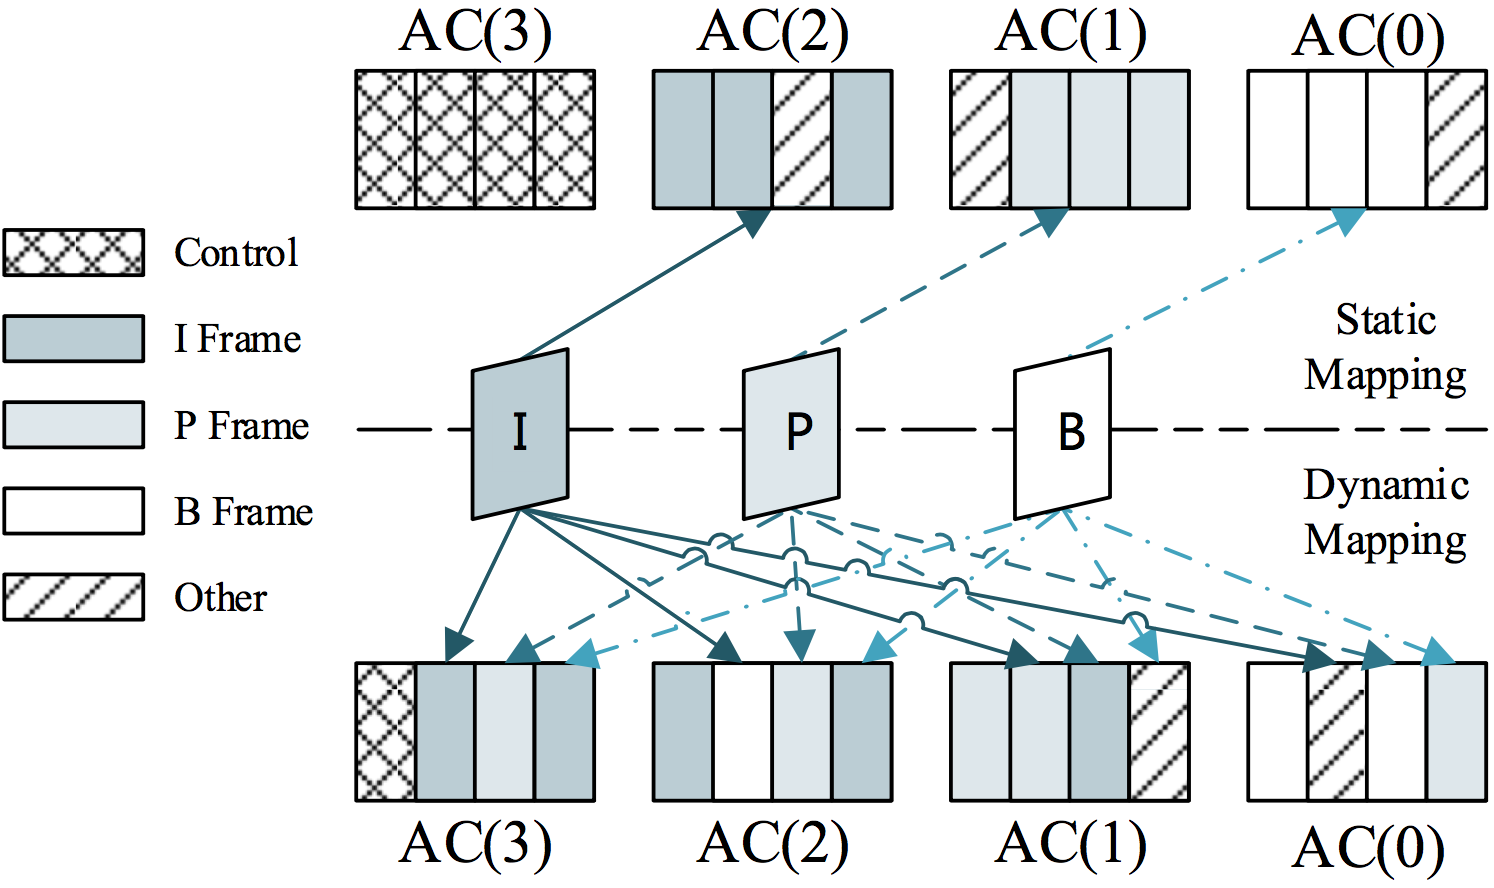 AC(3) AC(2) AC(1) AC(0)
Control
I Frame
P Frame
B Frame
Other
I P B
Static
Mapping
Dynamic
Mapping
AC(3) AC(2) AC(1) AC(0)